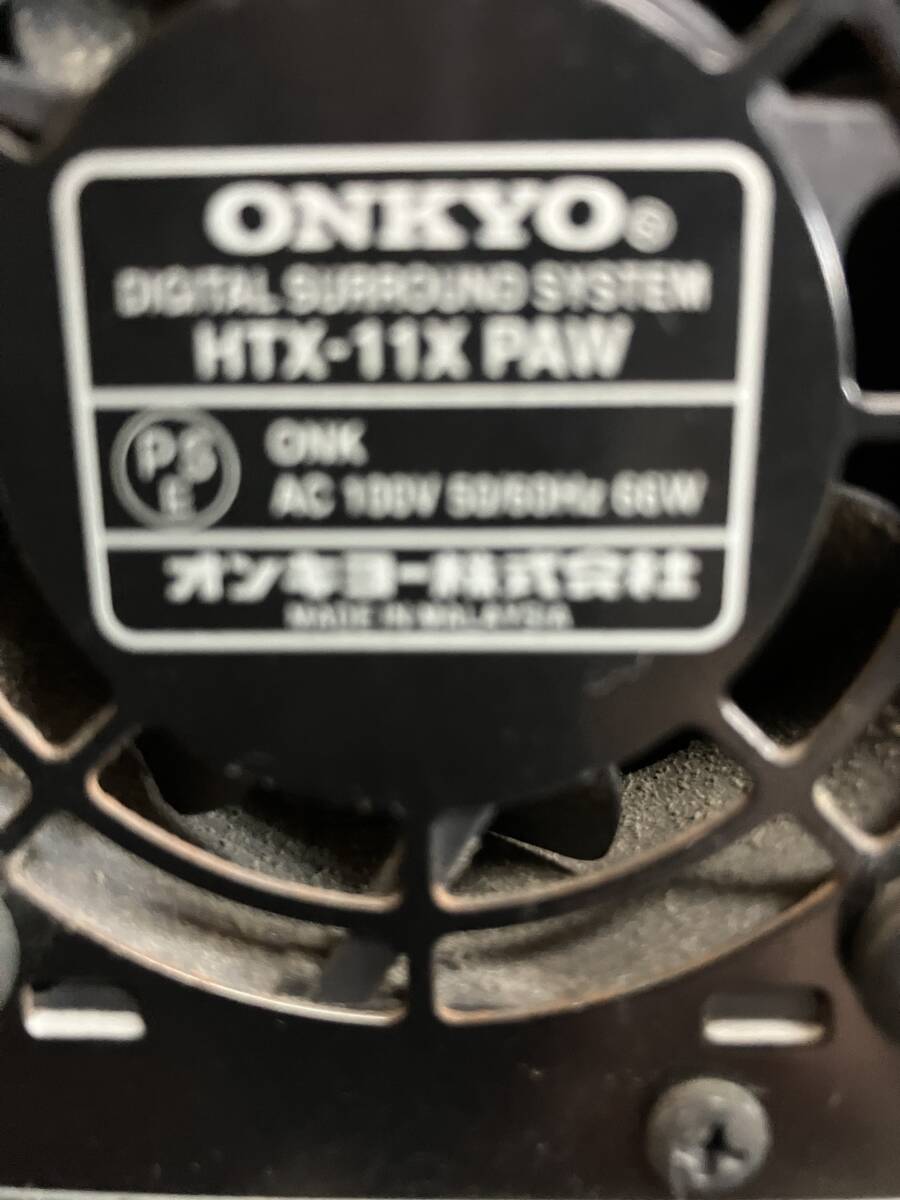 ONKYO®
DIGITAL SURROUND SYSTEM
HTX-11X PAW
PS
E
ONK
AC 100V 50/60Hz 66W
オンキヨー株式会社
MADE IN MALAYSIA